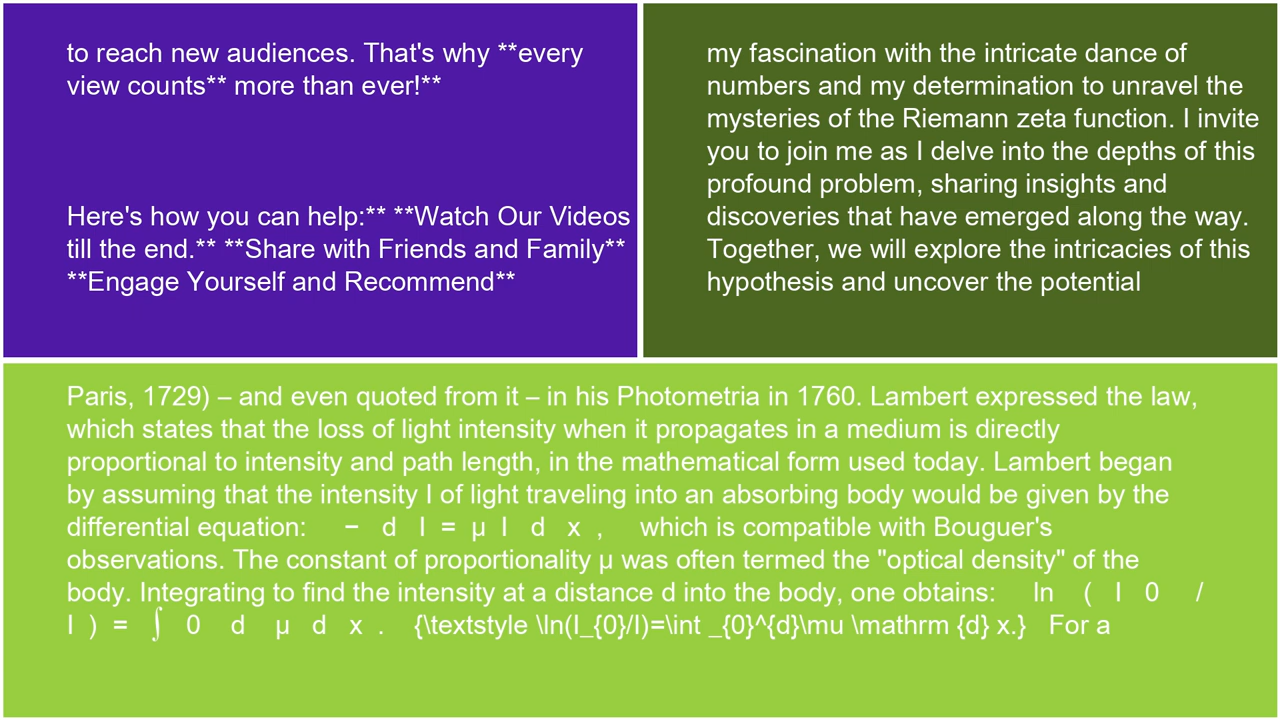 to reach new audiences. That's why **every
view counts** more than ever!**
Here's how you can help:** **Watch Our Videos
till the end.** **Share with Friends and Family**
**Engage Yourself and Recommend**
my fascination with the intricate dance of
numbers and my determination to unravel the
mysteries of the Riemann zeta function. I invite
you to join me as I delve into the depths of this
profound problem, sharing insights and
discoveries that have emerged along the way.
Together, we will explore the intricacies of this
hypothesis and uncover the potential
Paris, 1729) – and even quoted from it – in his Photometria in 1760. Lambert expressed the law,
which states that the loss of light intensity when it propagates in a medium is directly
proportional to intensity and path length, in the mathematical form used today. Lambert began
by assuming that the intensity I of light traveling into an absorbing body would be given by the
differential equation: − d I = μ I d x , which is compatible with Bouguer's
observations. The constant of proportionality μ was often termed the "optical density" of the
body. Integrating to find the intensity at a distance d into the body, one obtains: ln ( I 0 /
I ) = ∫ 0 d μ d x . {\textstyle \ln(I_{0}/I)=\int _{0}^{d}\mu \mathrm {d} x.} For a